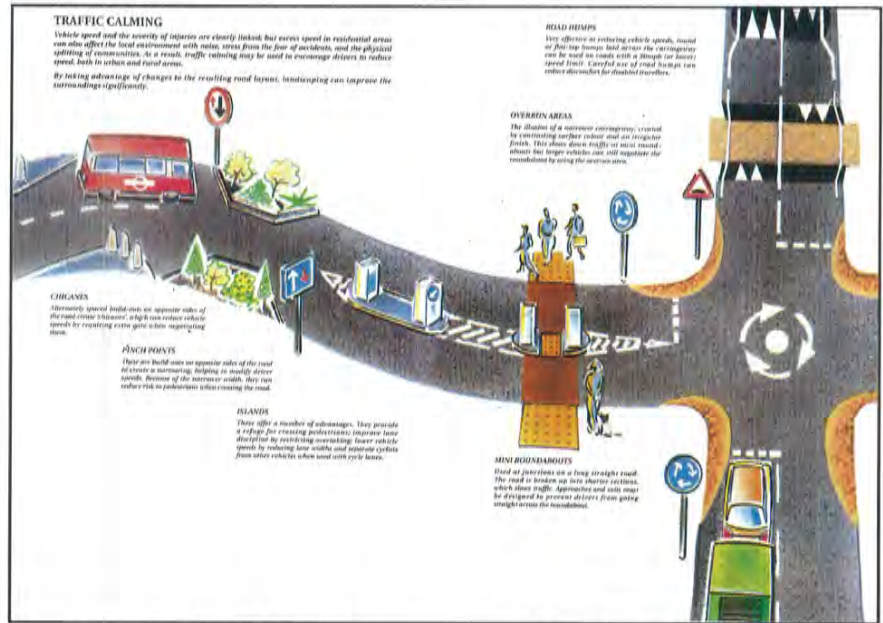 TRAFFIC CALMING
Vehicle speed and the severity of injuries are clearly linked; but excess speed in residential areas
can also affect the local environment with noise, stress from the fear of accidents, and the physical
splitting of communities. As a result, traffic calming may be used to encourage drivers to reduce
speed, both in urban and rural areas.
By taking advantage of changes to the resulting road layout, landscaping can improve the
surroundings significantly.
ROAD HUMPS
Very effective at reducing vehicle speeds, round
or flat-top humps laid across the carriageway
can be used on roads with a 30mph (or lower)
speed limit. Careful use of road humps can
reduce discomfort for disabled travellers.
OVERRUN AREAS
The illusion of a narrower carriageway, created
by contrasting surface colour and an irregular
finish. This slows down traffic at mini round-
abouts but larger vehicles can still negotiate the
roundabout by using the overrun area.
CHICANES
Alternately spaced build-outs on opposite sides of
the road create 'chicanes', which can reduce vehicle
speeds by requiring extra care when negotiating
them.
PINCH POINTS
These are build-outs on opposite sides of the road
to create a narrowing, helping to modify driver
speeds. Because of the narrower width, they can
reduce risk to pedestrians when crossing the road.
ISLANDS
These offer a number of advantages. They provide
a refuge for crossing pedestrians; improve lane
discipline by restricting overtaking; lower vehicle
speeds by reducing lane widths and separate cyclists
from other vehicles when used with cycle lanes.
MINI ROUNDABOUTS
Used at junctions on a long straight road.
The road is broken up into shorter sections,
which slows traffic. Approaches and exits must
be designed to prevent drivers from going
straight across the roundabout.